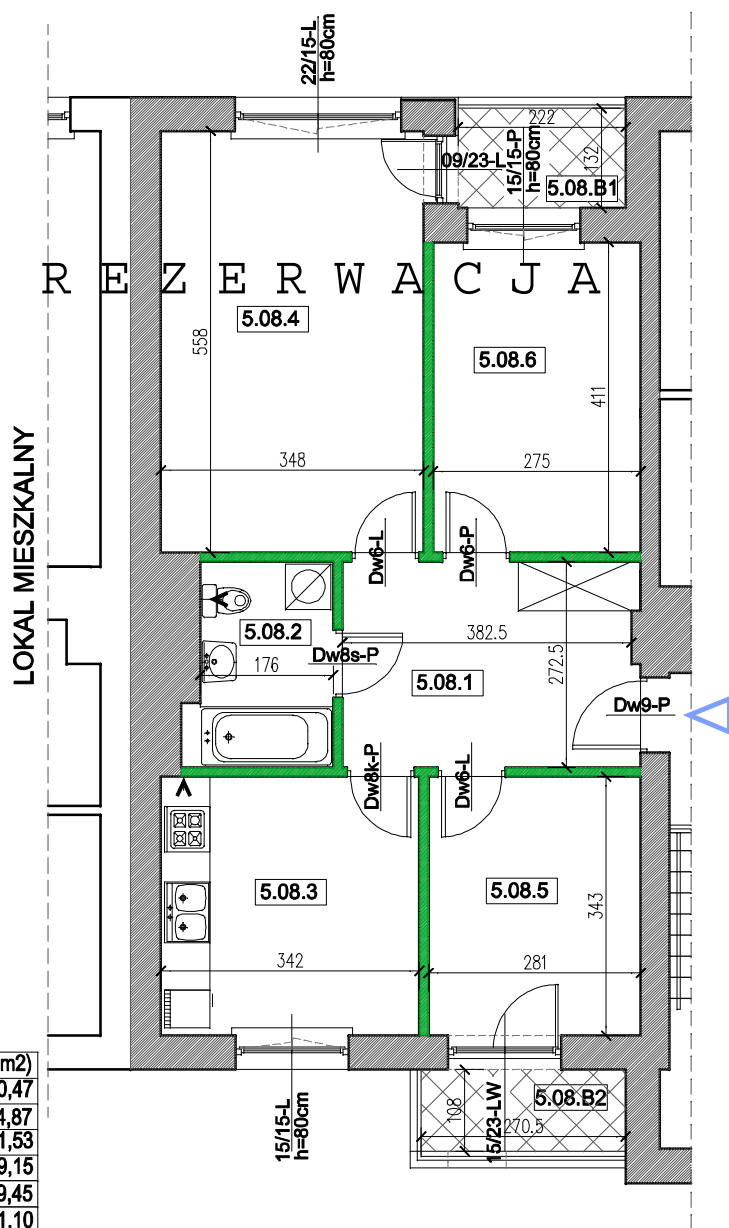 22/15-L
h=80cm
222
09/23-L
15/15-P
h=80cm
132
5.08.B1
REZERWACJA
5.08.4
558
5.08.6
411
348
275
LOKAL MIESZKALNY
Dw6-L
Dw6-P
5.08.2
382.5
Dw8s-P
176
272.5
5.08.1
Dw9-P
Dw8k-P
Dw6-L
5.08.3
5.08.5
343
342
281
m2)
0,47
4,87
1,53
9,15
9,45
1,10
15/15-L
h=80cm
108
15/23-LW
5.08.B2
270.5